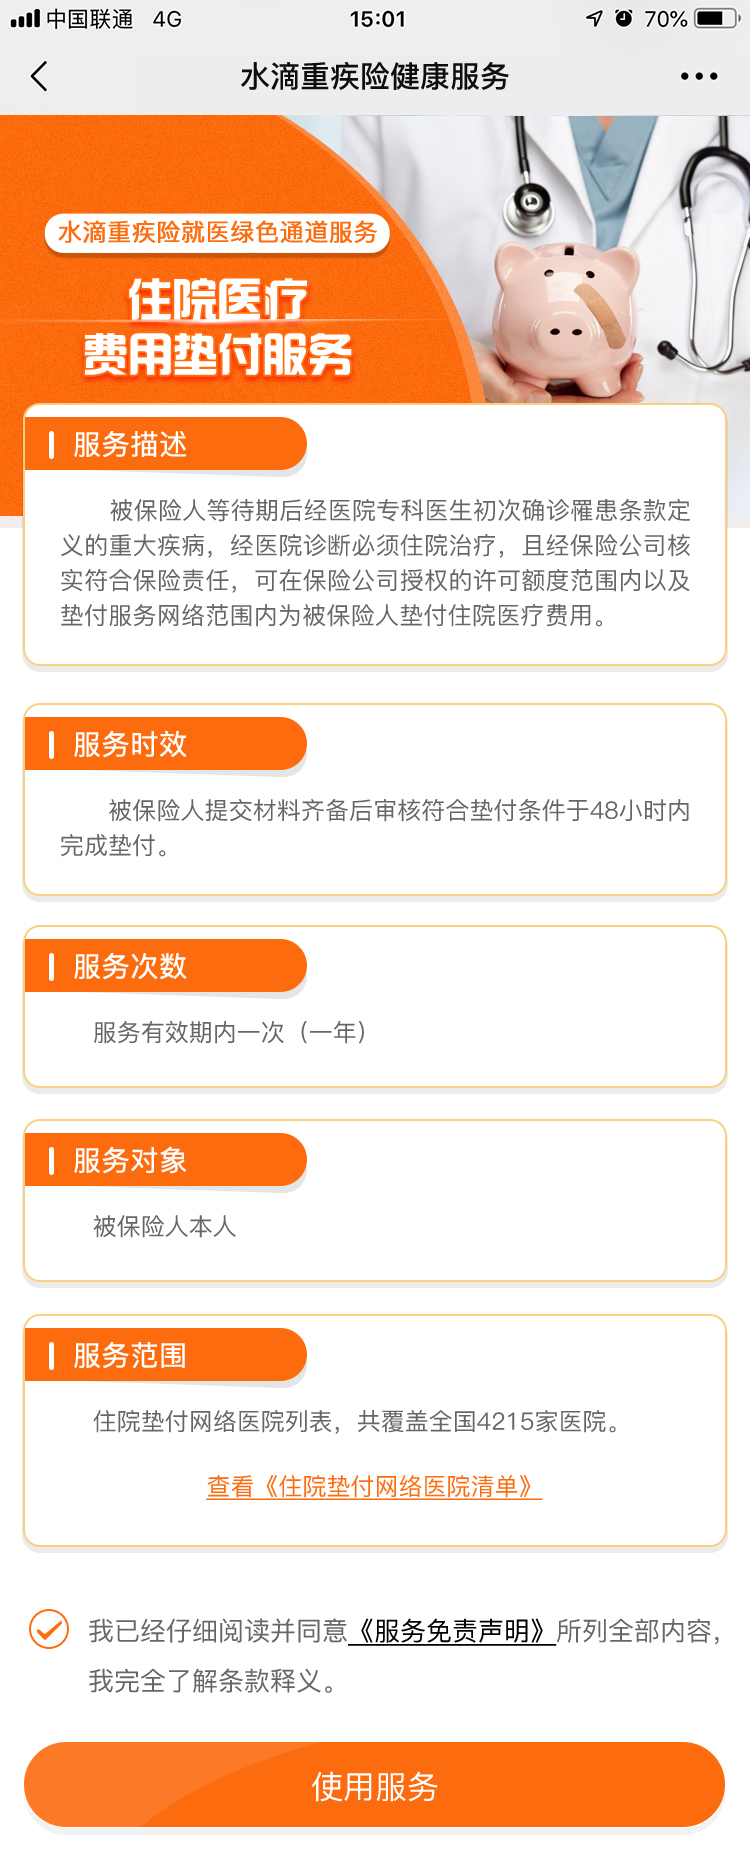 中国联通 4G 15:01 70%
水滴重疾险健康服务
水滴重疾险就医绿色通道服务
住院医疗
费用垫付服务
服务描述
被保险人等待期后经医院专科医生初次确诊罹患条款定
义的重大疾病，经医院诊断必须住院治疗，且经保险公司核
实符合保险责任，可在保险公司授权的许可额度范围内以及
垫付服务网络范围内为被保险人垫付住院医疗费用。
服务时效
被保险人提交材料齐备后审核符合垫付条件于48小时内
完成垫付。
服务次数
服务有效期内一次（一年）
服务对象
被保险人本人
服务范围
住院垫付网络医院列表，共覆盖全国4215家医院。
查看《住院垫付网络医院清单》
我已经仔细阅读并同意《服务免责声明》所列全部内容，
我完全了解条款释义。
使用服务